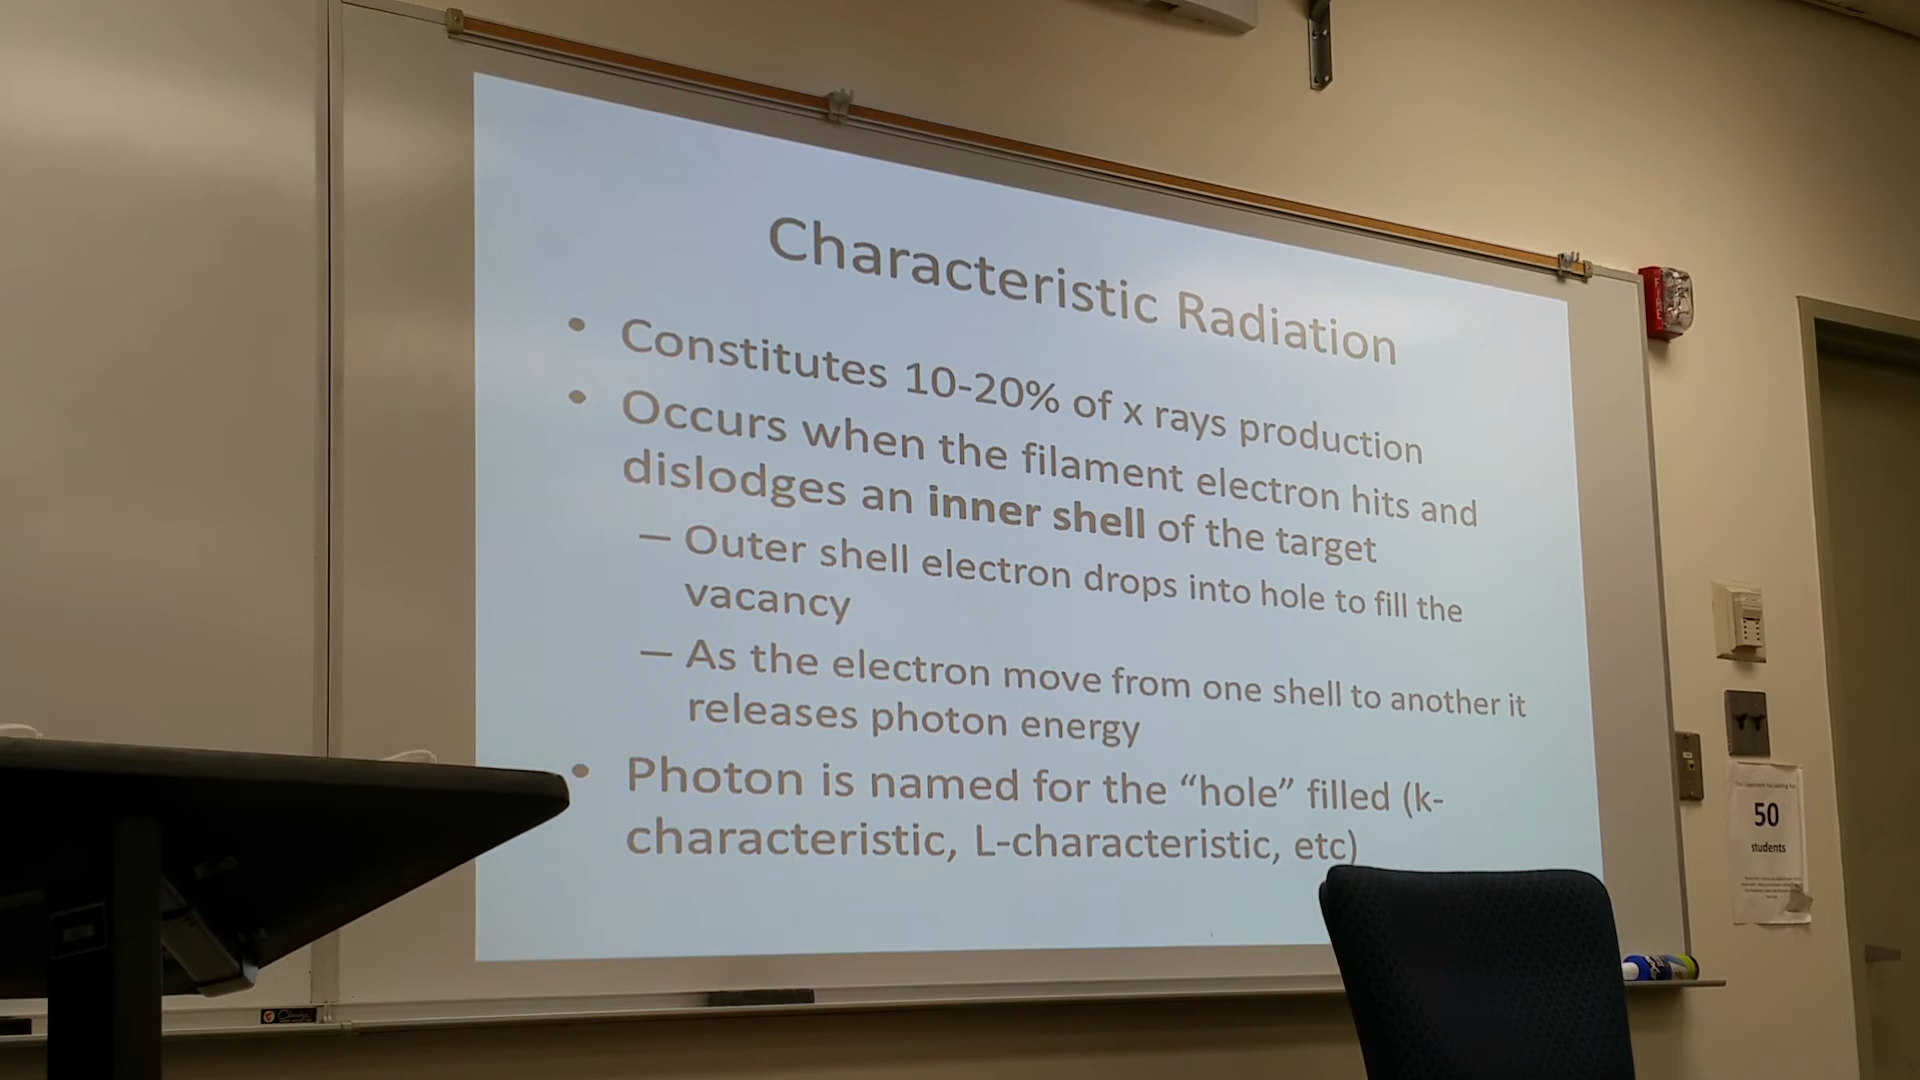 Characteristic Radiation
• Constitutes 10-20% of x rays production
• Occurs when the filament electron hits and
dislodges an inner shell of the target
— Outer shell electron drops into hole to fill the
vacancy
— As the electron move from one shell to another it
releases photon energy
• Photon is named for the “hole” filled (k-
characteristic, L-characteristic, etc)
FIRE
50
students